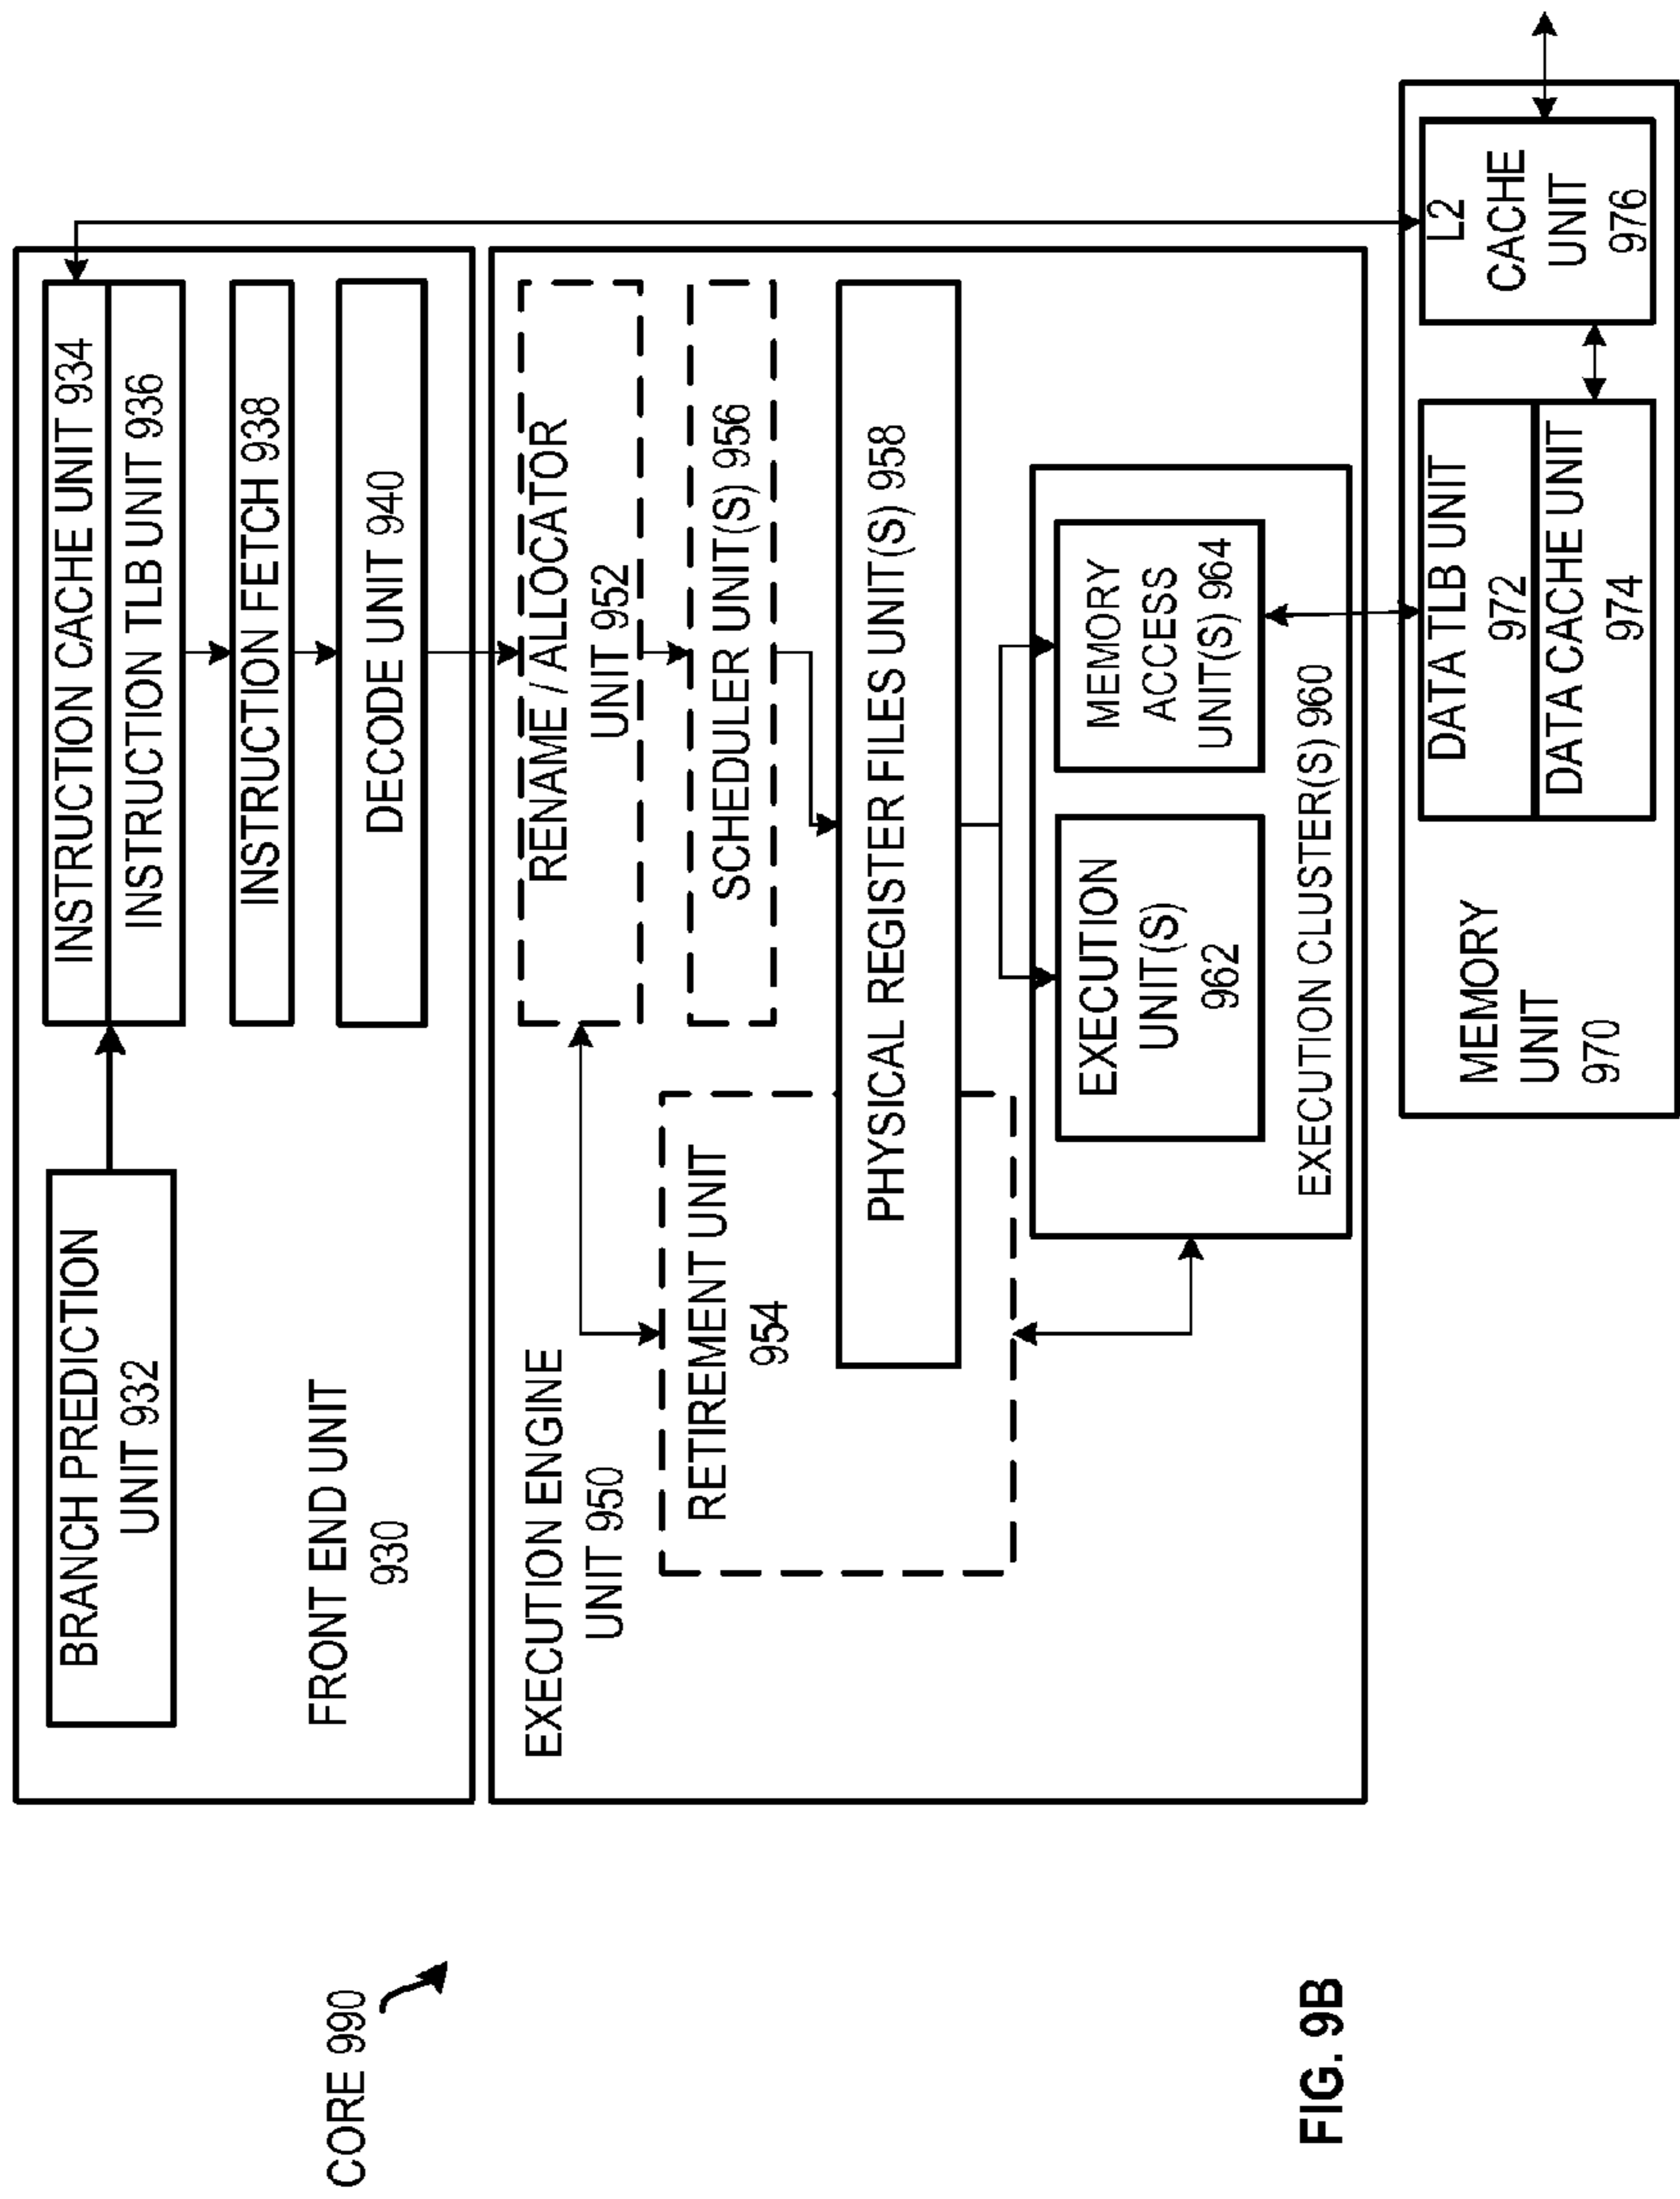 CORE 990
FRONT END UNIT
930
BRANCH PREDICTION
UNIT 932
INSTRUCTION CACHE UNIT 934
INSTRUCTION TLB UNIT 936
INSTRUCTION FETCH 938
DECODE UNIT 940
EXECUTION ENGINE
UNIT 950
RENAME / ALLOCATOR
UNIT 952
RETIREMENT UNIT
954
SCHEDULER UNIT(S) 956
PHYSICAL REGISTER FILES UNIT(S) 958
EXECUTION
UNIT(S)
962
MEMORY
ACCESS
UNIT(S) 964
EXECUTION CLUSTER(S) 960
MEMORY
UNIT
970
DATA TLB UNIT
972
DATA CACHE UNIT
974
L2
CACHE
UNIT
976
FIG. 9B